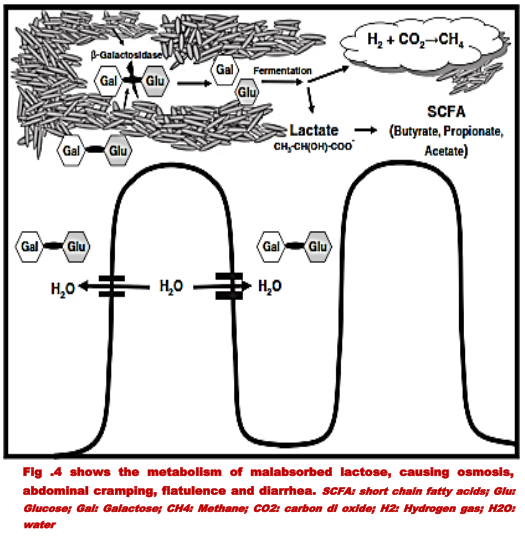 β-Galactosidase
Gal Glu
Gal
Glu
Fermentation
H₂ + CO₂→CH₄
Lactate
CH₃-CH(OH)-COO⁻
SCFA
(Butyrate, Propionate,
Acetate)
Gal Glu
Gal Glu
Gal Glu
H₂O
H₂O
H₂O
Fig .4 shows the metabolism of malabsorbed lactose, causing osmosis,
abdominal cramping, flatulence and diarrhea. SCFA: short chain fatty acids; Glu:
Glucose; Gal: Galactose; CH4: Methane; CO2: carbon di oxide; H2: Hydrogen gas; H2O:
water